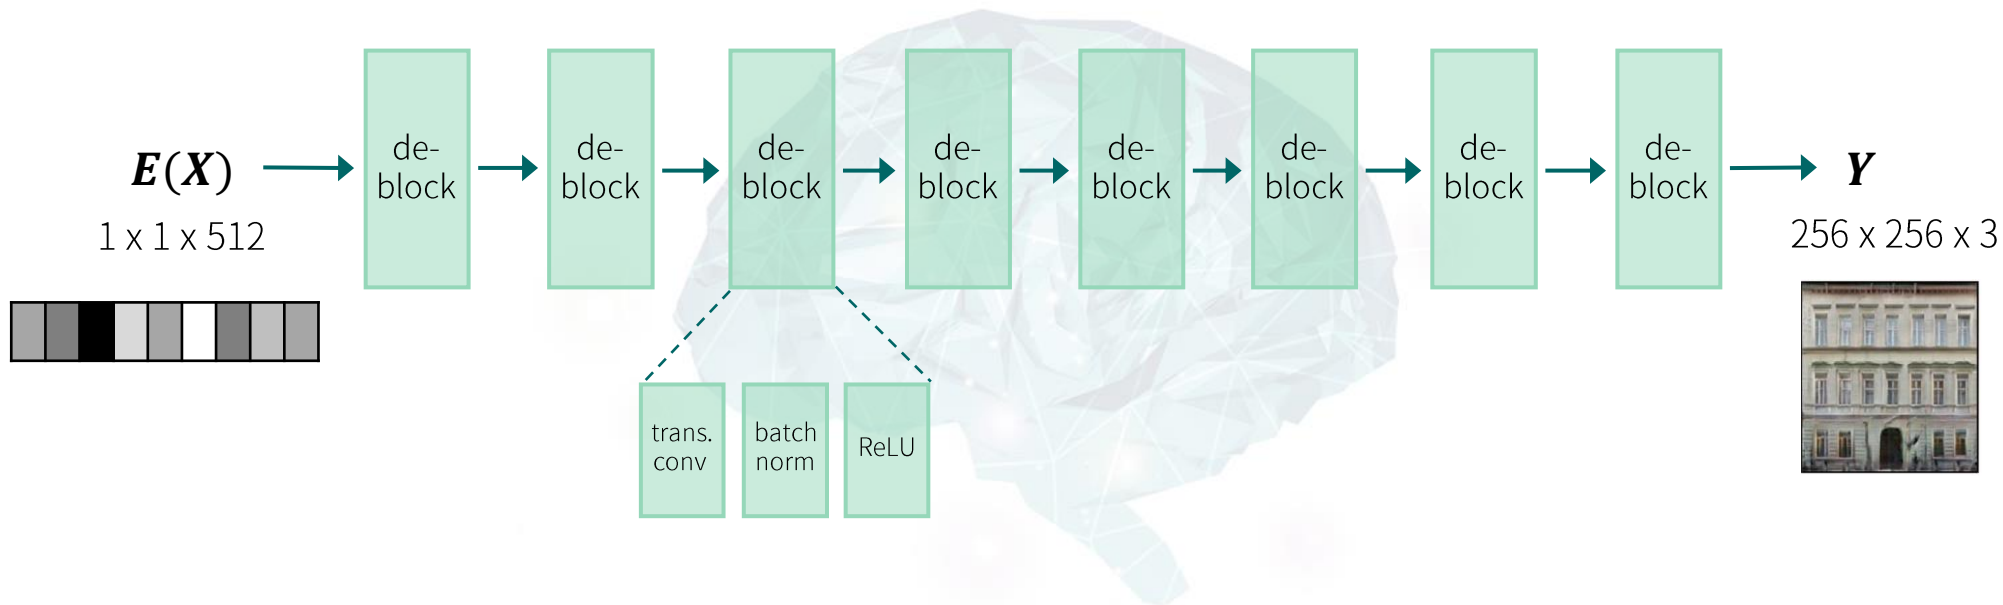 E(X)
1 x 1 x 512
de-
block
de-
block
de-
block
de-
block
de-
block
de-
block
de-
block
de-
block
Y
256 x 256 x 3
trans.
conv
batch
norm
ReLU